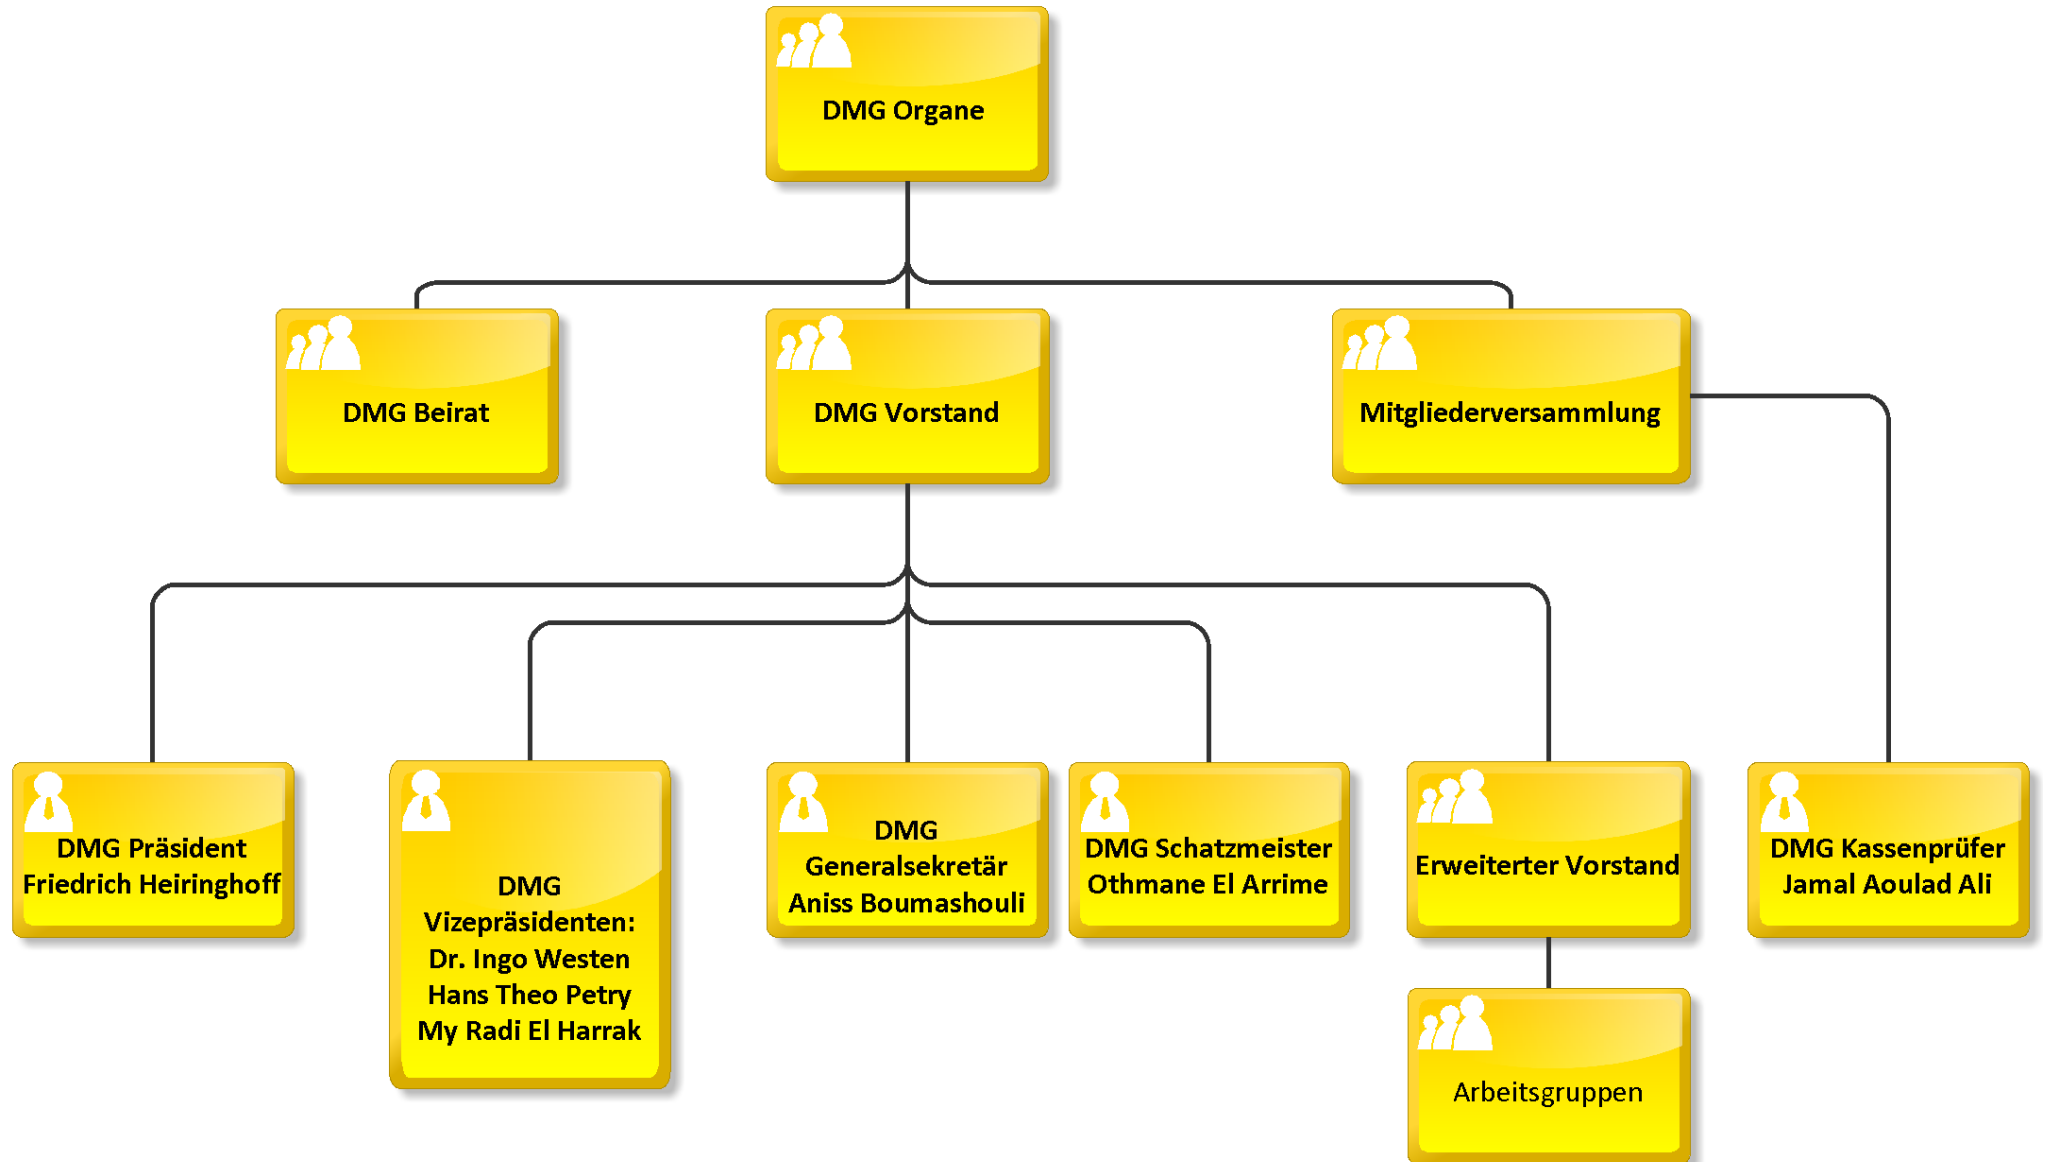 DMG Organe
DMG Beirat
DMG Vorstand
Mitgliederversammlung
DMG Präsident
Friedrich Heiringhoff
DMG
Vizepräsidenten:
Dr. Ingo Westen
Hans Theo Petry
My Radi El Harrak
DMG
Generalsekretär
Aniss Boumashouli
DMG Schatzmeister
Othmane El Arrime
Erweiterter Vorstand
DMG Kassenprüfer
Jamal Aoulad Ali
Arbeitsgruppen